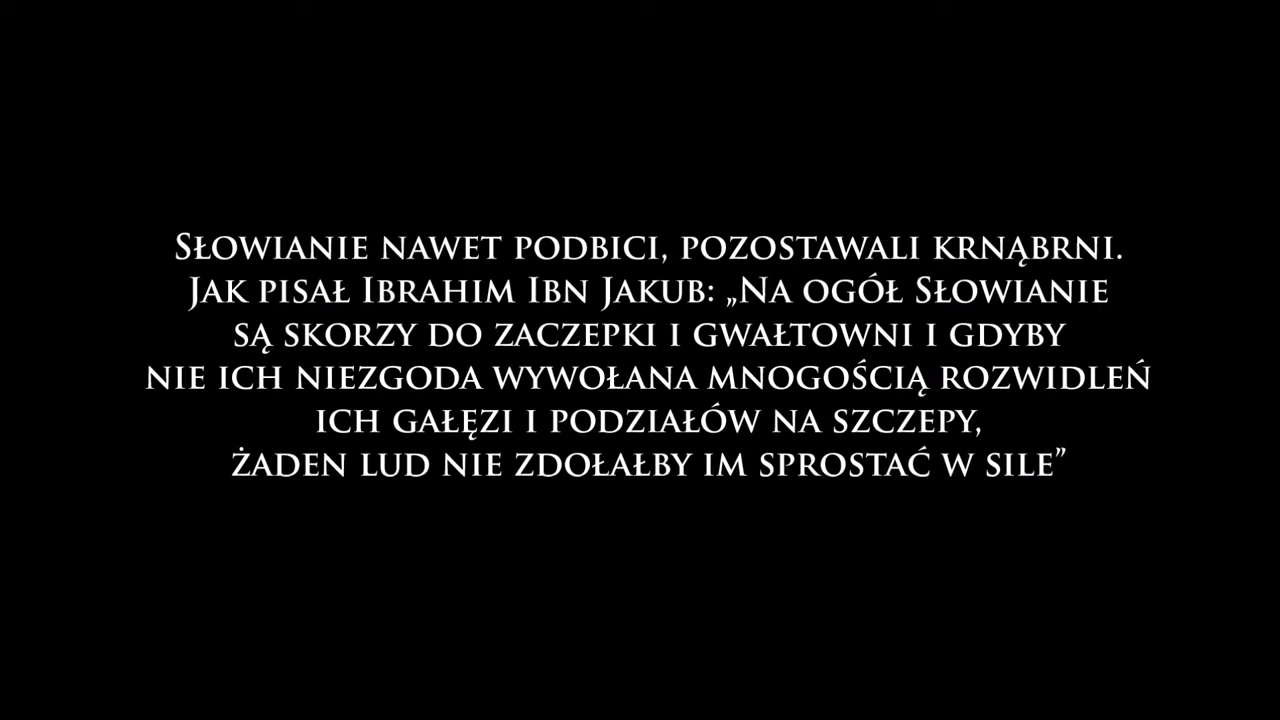 Słowianie nawet podbici, pozostawali krnąbrni.
Jak pisał Ibrahim Ibn Jakub: „Na ogół Słowianie
są skorzy do zaczepki i gwałtowni i gdyby
nie ich niezgoda wywołana mnogością rozwidleń
ich gałęzi i podziałów na szczepy,
żaden lud nie zdołałby im sprostać w sile”